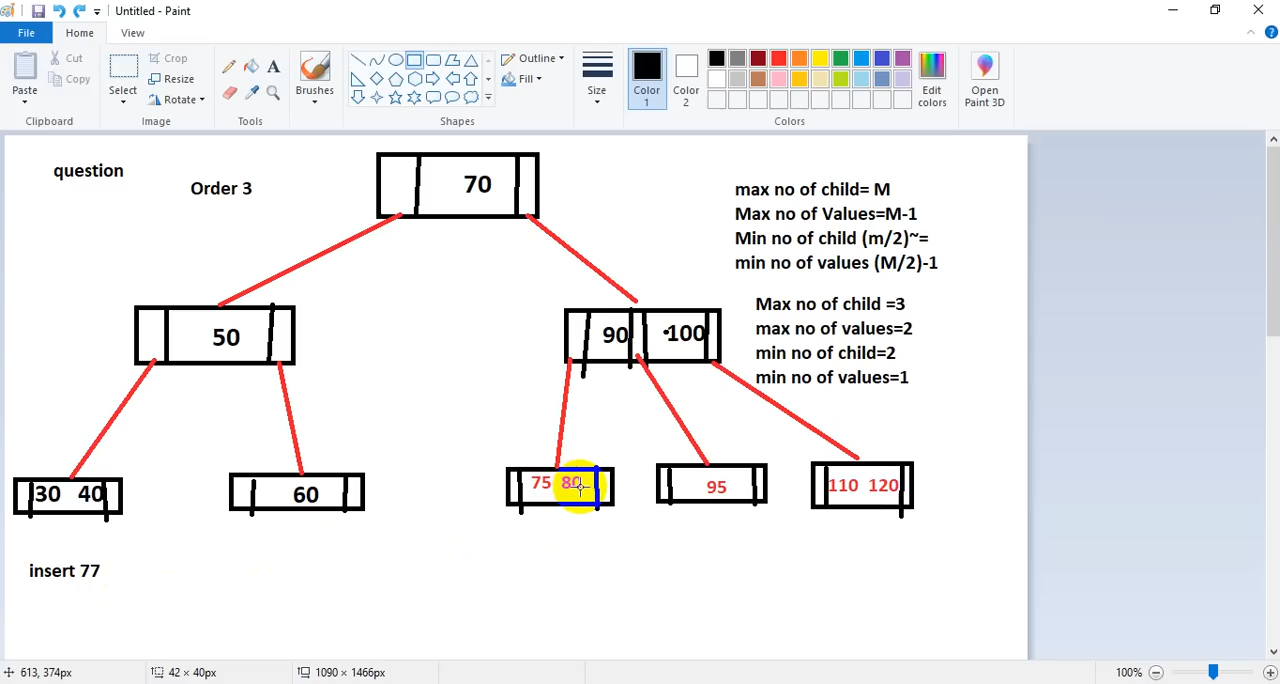 Untitled - Paint
File
Home
View
Paste
Cut
Copy
Clipboard
Select
Crop
Resize
Rotate
Image
A
Tools
Brushes
Outline
Fill
Shapes
Size
Color 1
Color 2
Edit colors
Open Paint 3D
Colors
question
Order 3
70
max no of child= M
Max no of Values=M-1
Min no of child (m/2)~=
min no of values (M/2)-1
Max no of child =3
max no of values=2
min no of child=2
min no of values=1
50
90 100
30 40
60
75 80
95
110 120
insert 77
613, 374px
42 × 40px
1090 × 1466px
100%